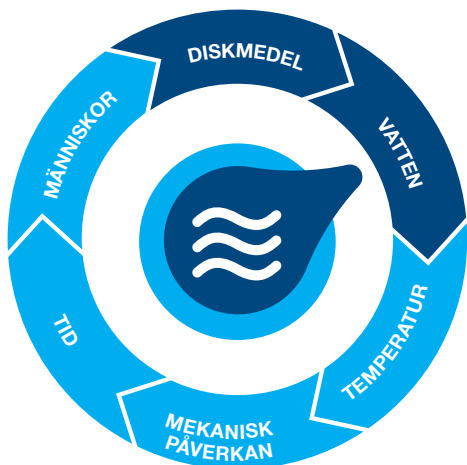 DISKMEDEL
VATTEN
TEMPERATUR
MEKANISK
PÅVERKAN
TID
MÄNNISKOR